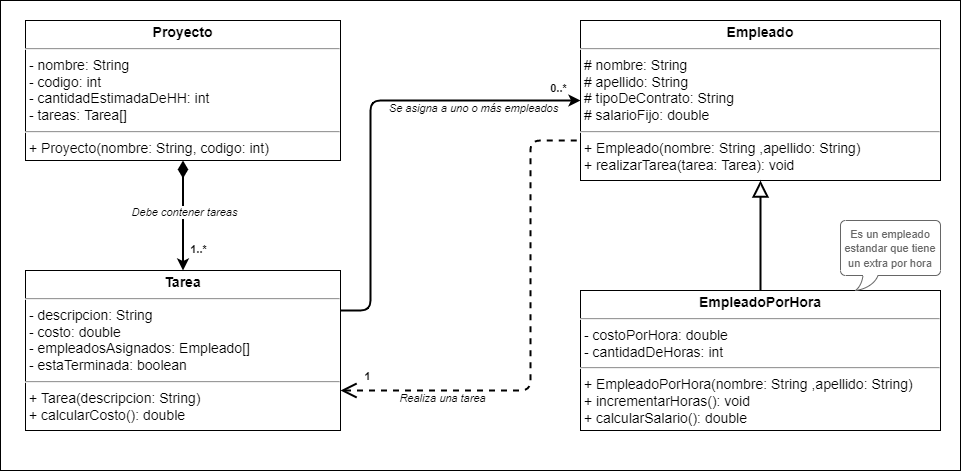 Proyecto
- nombre: String
- codigo: int
- cantidadEstimadaDeHH: int
- tareas: Tarea[]
+ Proyecto(nombre: String, codigo: int)
Debe contener tareas
1..*
Tarea
- descripcion: String
- costo: double
- empleadosAsignados: Empleado[]
- estaTerminada: boolean
+ Tarea(descripcion: String)
+ calcularCosto(): double
0..*
Se asigna a uno o más empleados
1
Realiza una tarea
Empleado
# nombre: String
# apellido: String
# tipoDeContrato: String
# salarioFijo: double
+ Empleado(nombre: String ,apellido: String)
+ realizarTarea(tarea: Tarea): void
Es un empleado
estandar que tiene
un extra por hora
EmpleadoPorHora
- costoPorHora: double
- cantidadDeHoras: int
+ EmpleadoPorHora(nombre: String ,apellido: String)
+ incrementarHoras(): void
+ calcularSalario(): double